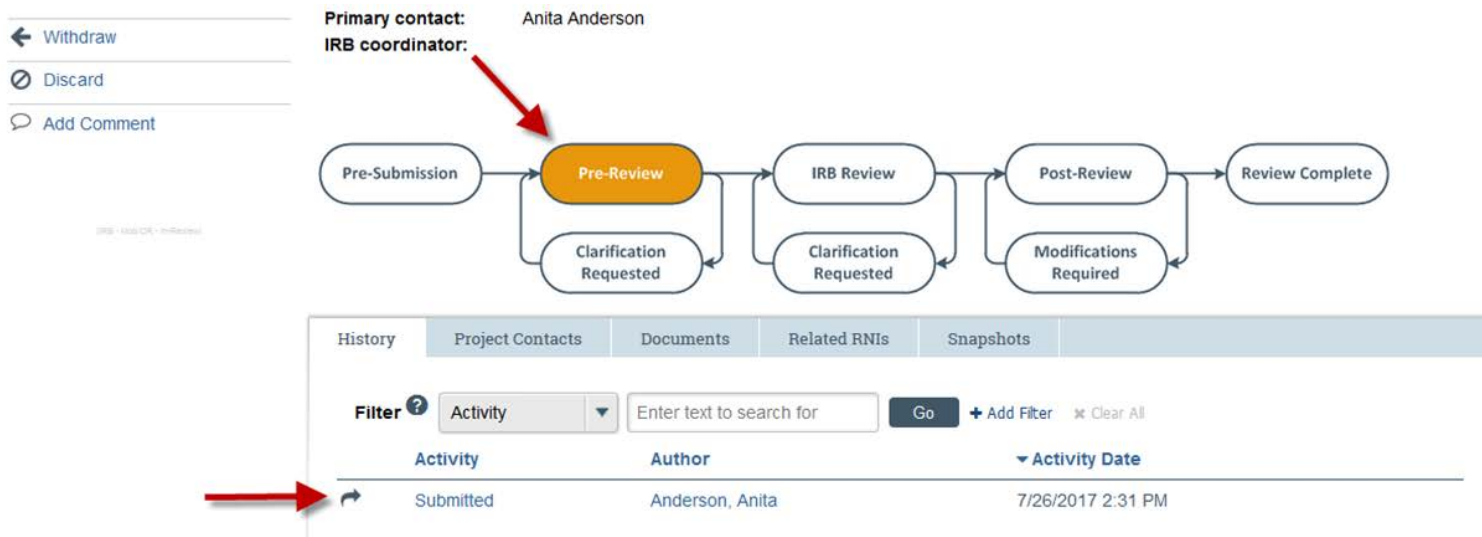 Withdraw
Discard
Add Comment
Primary contact: Anita Anderson
IRB coordinator:
Pre-Submission
Pre-Review
IRB Review
Post-Review
Review Complete
Clarification
Requested
Clarification
Requested
Modifications
Required
History Project Contacts Documents Related RNIs Snapshots
Filter ? Activity Enter text to search for Go + Add Filter × Clear All
Activity Author Activity Date
Submitted Anderson, Anita 7/26/2017 2:31 PM